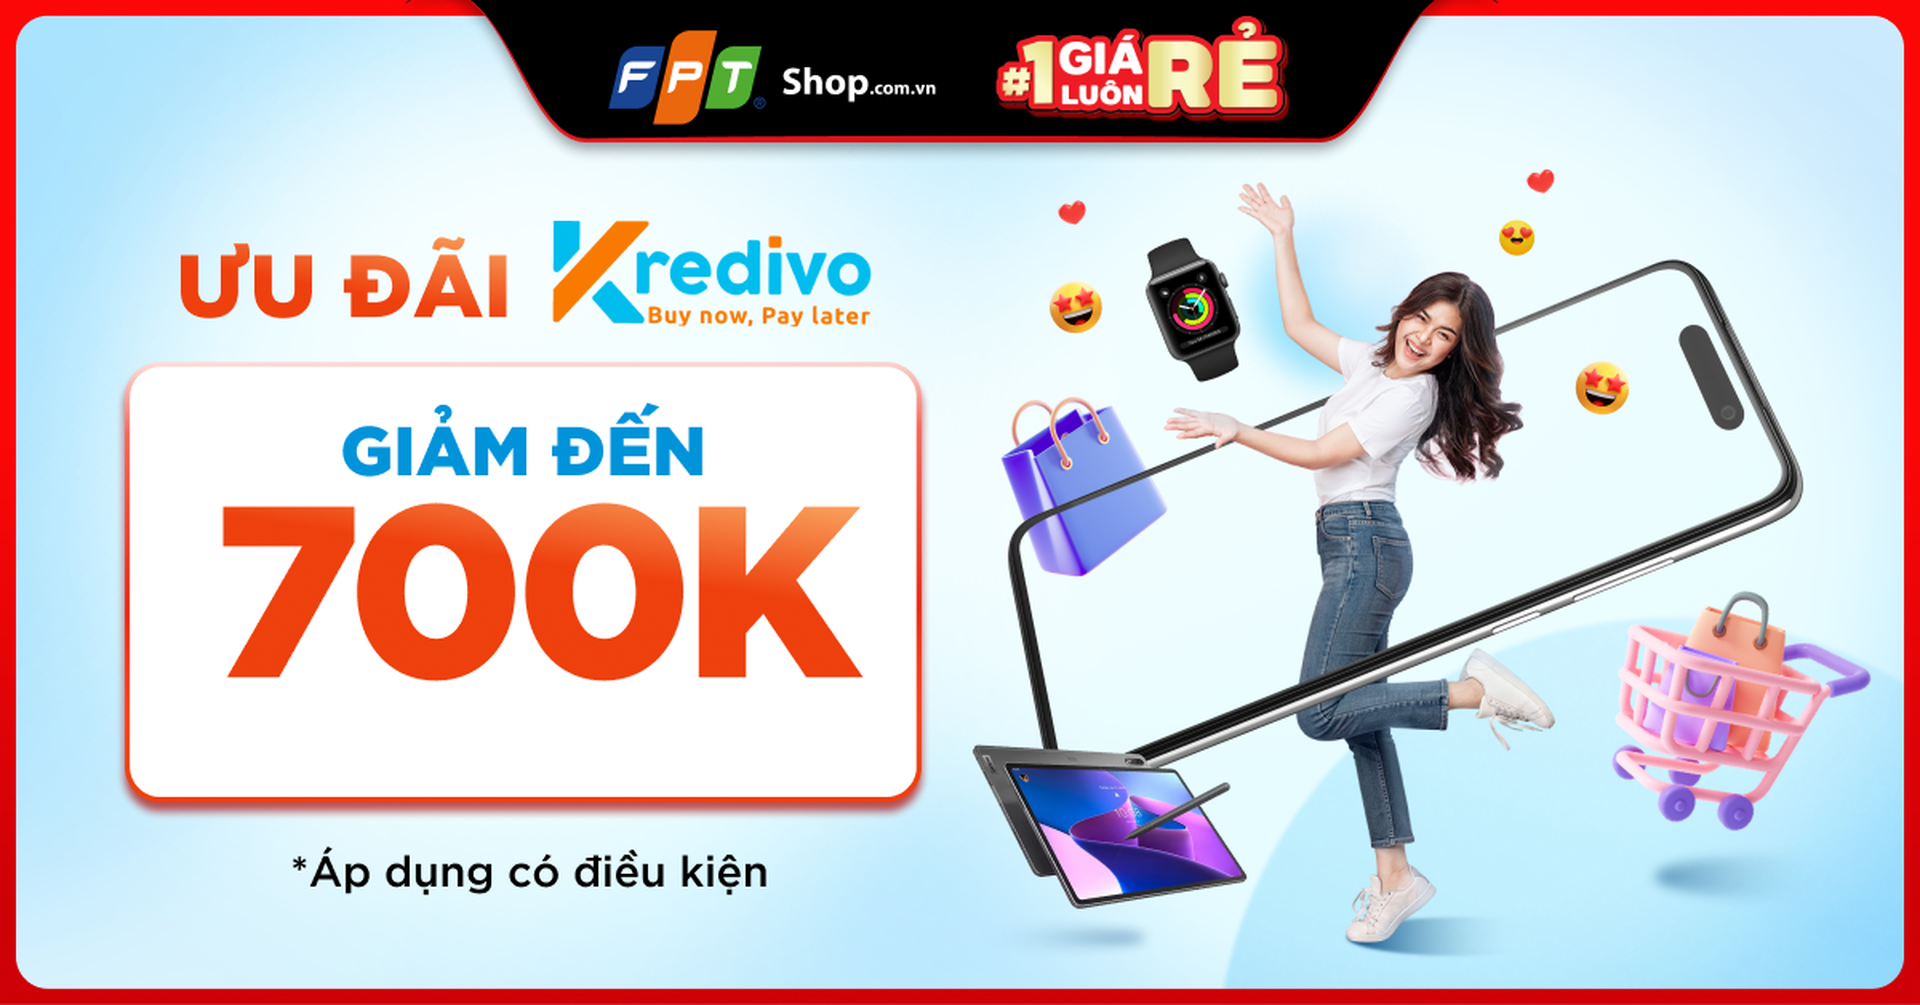 FPT Shop.com.vn
#1 GIÁ LUÔN RẺ
ƯU ĐÃI Kredivo
Buy now, Pay later
GIẢM ĐẾN
700K
*Áp dụng có điều kiện